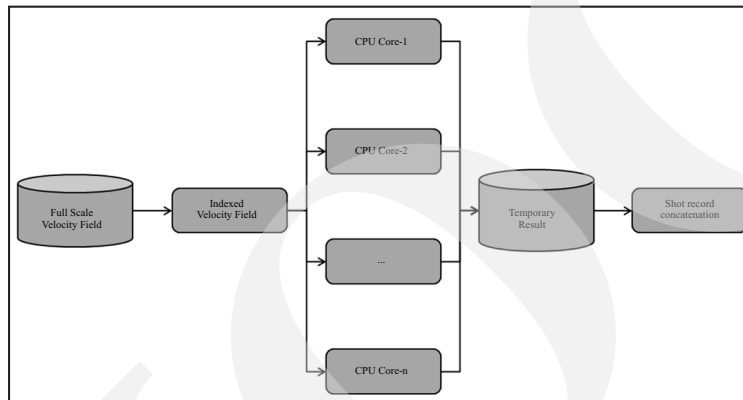 Full Scale
Velocity Field
Indexed
Velocity Field
CPU Core-1
CPU Core-2
...
CPU Core-n
Temporary
Result
Shot record
concatenation